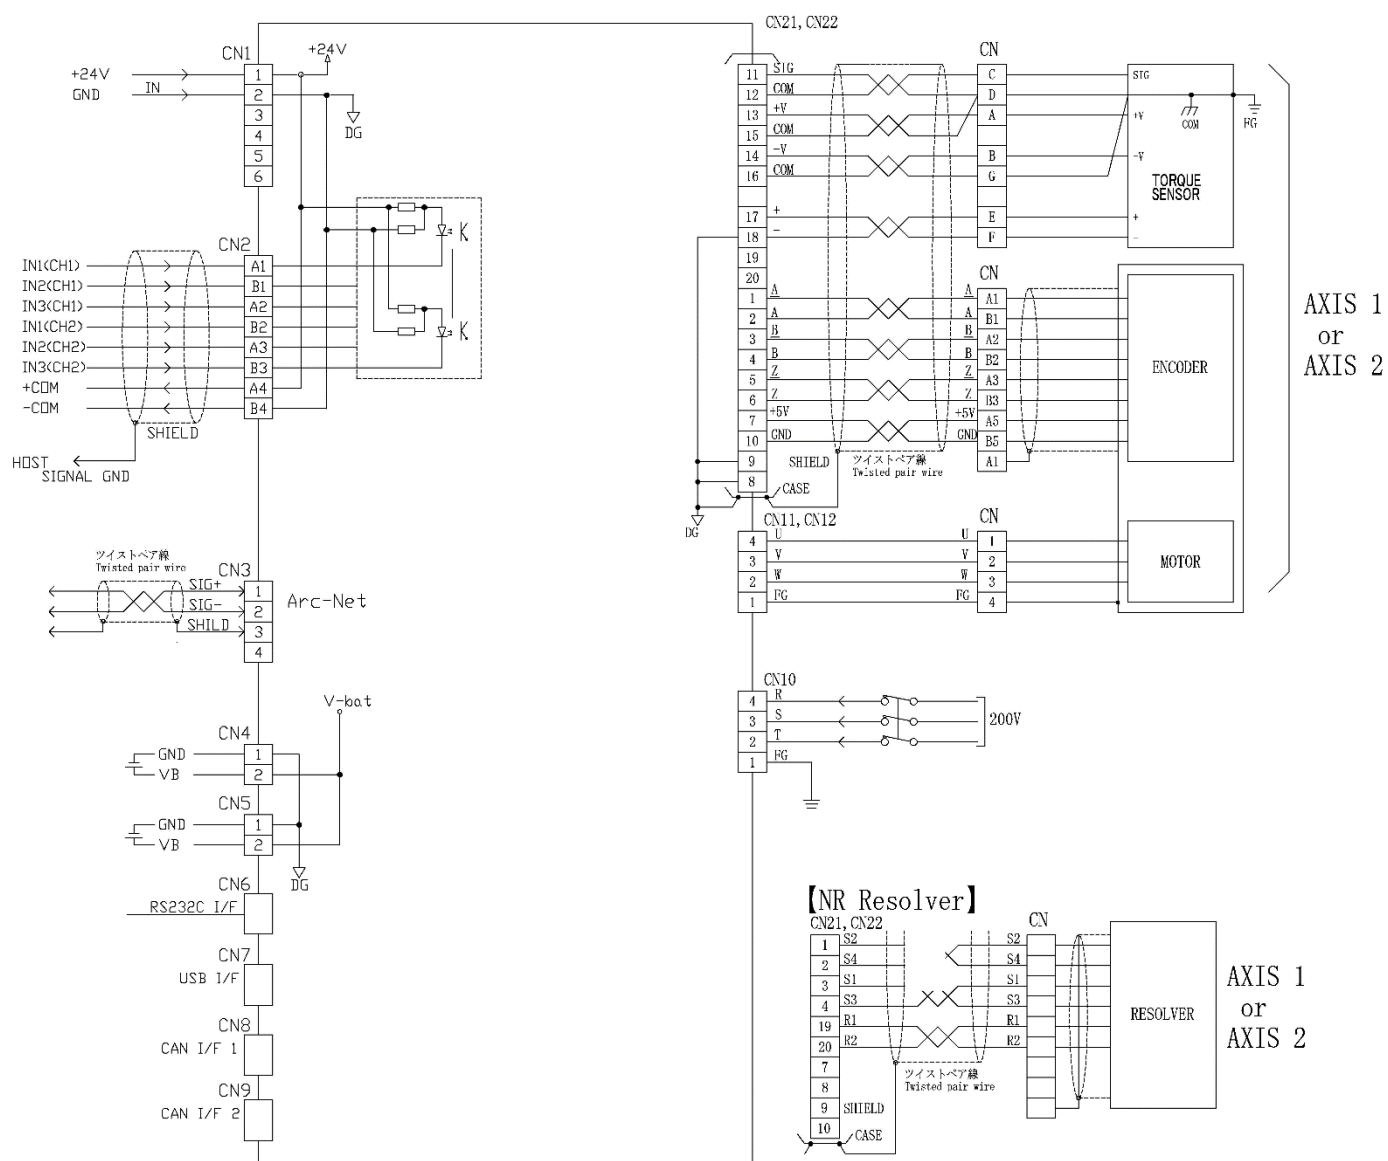 CN1
+24V
+24V
IN
GND
1
2
3
4
5
6
DG
CN2
IN1(CH1)
IN2(CH1)
IN3(CH1)
IN1(CH2)
IN2(CH2)
IN3(CH2)
+COM
-COM
A1
B1
A2
B2
A3
B3
A4
B4
K
K
SHIELD
HOST
SIGNAL GND
ツイストペア線
Twisted pair wire
CN3
SIG+
SIG-
SHILD
1
2
3
4
Arc-Net
V-bat
CN4
GND
VB
1
2
CN5
GND
VB
1
2
DG
CN6
RS232C I/F
CN7
USB I/F
CN8
CAN I/F 1
CN9
CAN I/F 2
CN21, CN22
11 SIG
12 COM
13 +V
15 COM
14 -V
16 COM
17 +
18 -
19
20
1 A
2 A
3 B
4 B
5 Z
6 Z
7 +5V
10 GND
9
8
SHIELD
CASE
DG
ツイストペア線
Twisted pair wire
CN
C
D
A
B
G
E
F
SIG
+V
-V
+
-
COM
FG
TORQUE
SENSOR
CN
A A1
A B1
B A2
B B2
Z A3
Z B3
+5V A5
GND B5
A1
ENCODER
AXIS 1
or
AXIS 2
CN11, CN12
4 U
3 V
2 W
1 FG
CN
U 1
V 2
W 3
FG 4
MOTOR
CN10
4 R
3 S
2 T
1 FG
200V
【NR Resolver】
CN21, CN22
1 S2
2 S4
3 S1
4 S3
19 R1
20 R2
7
8
9 SHIELD
10
CASE
ツイストペア線
Twisted pair wire
CN
S2
S4
S1
S3
R1
R2
RESOLVER
AXIS 1
or
AXIS 2